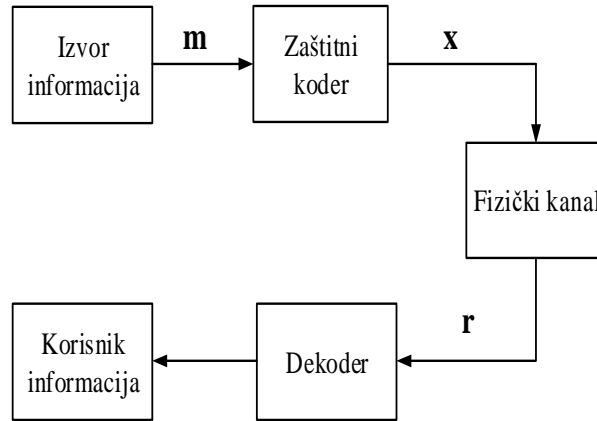 Izvor
informacija
m
Zaštitni
koder
x
Fizički kanal
r
Dekoder
Korisnik
informacija